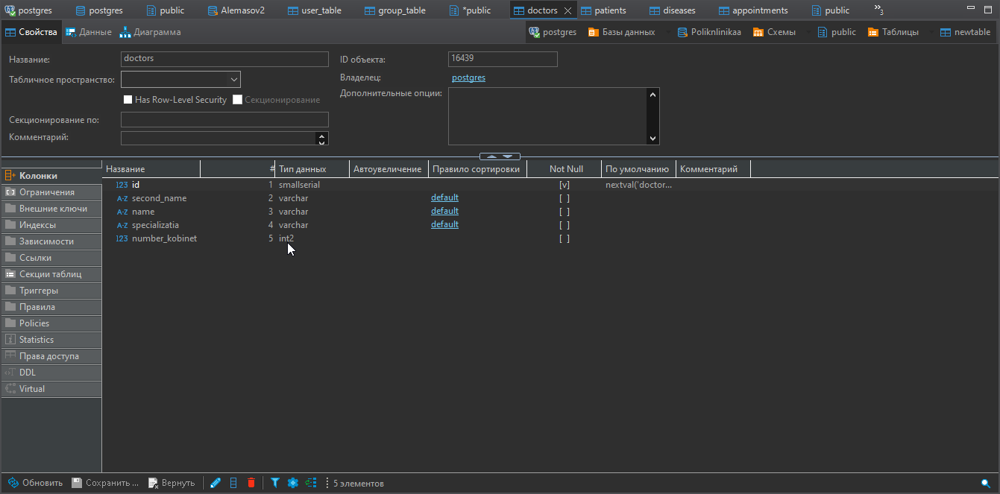 postgres postgres public Alemasov2 user_table group_table *public doctors patients diseases appointments public »3
Свойства Данные Диаграмма postgres Базы данных Poliknlinikaa Схемы public Таблицы newtable
Название: doctors ID объекта: 16439
Табличное пространство: Владелец: postgres
Has Row-Level Security Секционирование Дополнительные опции:
Секционирование по:
Комментарий:
Название # Тип данных Автоувеличение Правило сортировки Not Null По умолчанию Комментарий
Колонки
Ограничения
Внешние ключи
Индексы
Зависимости
Ссылки
Секции таблиц
Триггеры
Правила
Policies
Statistics
Права доступа
DDL
Virtual
123 id 1 smallserial [v] nextval('doctor...
A-Z second_name 2 varchar default [ ]
A-Z name 3 varchar default [ ]
A-Z specializatia 4 varchar default [ ]
123 number_kobinet 5 int2 [ ]
Обновить Сохранить ... Вернуть 5 элементов